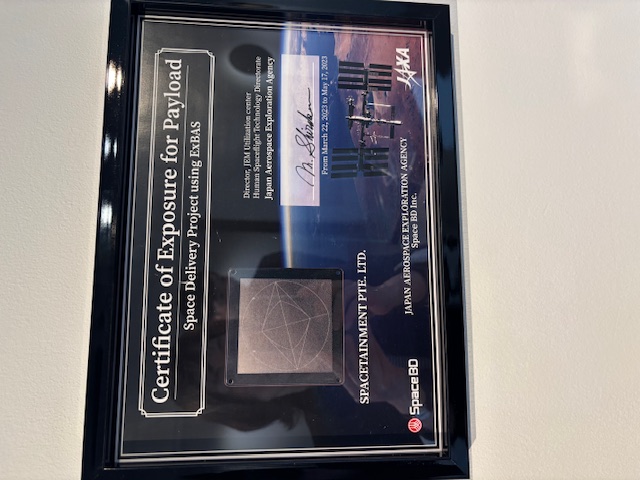 Certificate of Exposure for Payload
Space Delivery Project using ExBAS
Director, JEM Utilization center
Human Spaceflight Technology Directorate
Japan Aerospace Exploration Agency
From March 22, 2023 to May 17, 2023
SPACETAINMENT PTE. LTD.
JAXA
JAPAN AEROSPACE EXPLORATION AGENCY
Space BD Inc.
SpaceBD